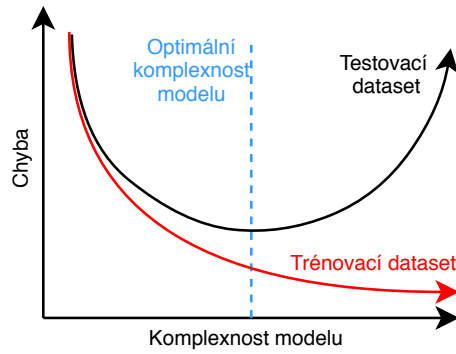 Optimální
komplexnost
modelu
Testovací
dataset
Chyba
Trénovací dataset
Komplexnost modelu